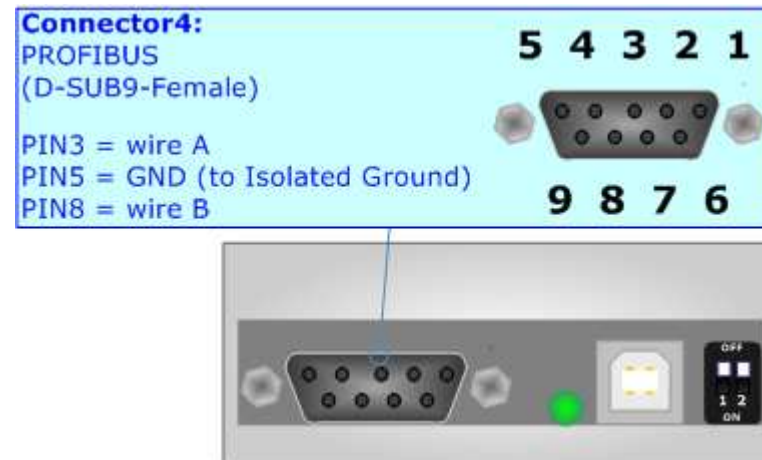 Connector4:
PROFIBUS
(D-SUB9-Female)
PIN3 = wire A
PIN5 = GND (to Isolated Ground)
PIN8 = wire B
5 4 3 2 1
9 8 7 6
OFF
1 2
ON